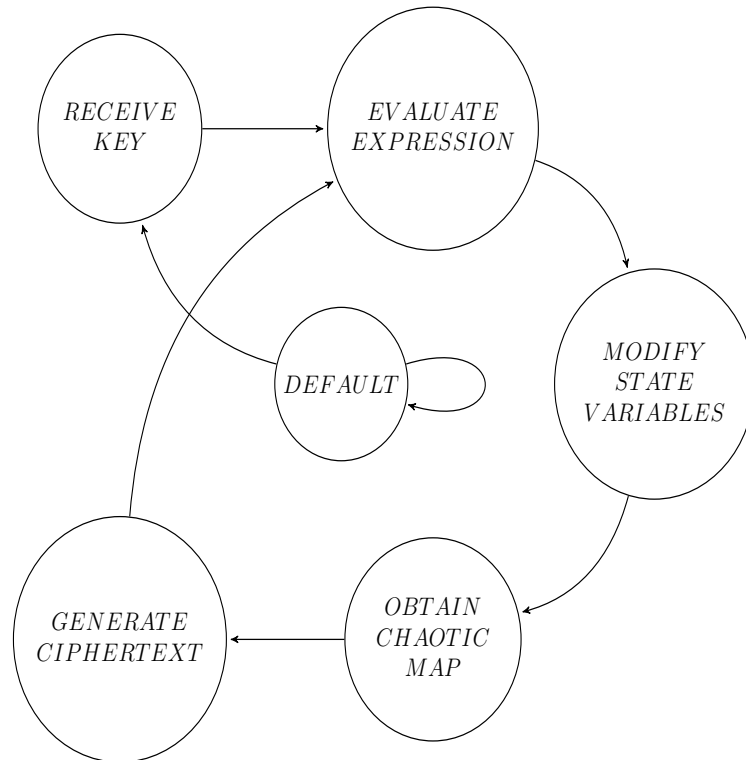 RECEIVE
KEY
EVALUATE
EXPRESSION
DEFAULT
MODIFY
STATE
VARIABLES
GENERATE
CIPHERTEXT
OBTAIN
CHAOTIC
MAP